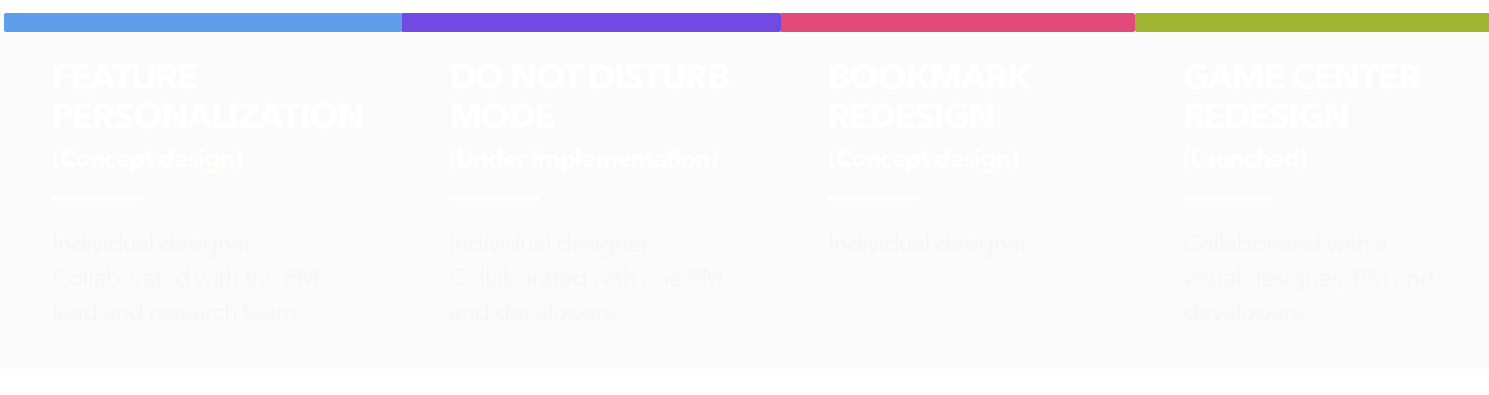 FEATURE
PERSONALIZATION
(Concept design)
Individual designer.
Collaborated with the PM
lead and research team
DO NOT DISTURB
MODE
(Under implementation)
Individual designer.
Collaborated with one PM
and developers.
BOOKMARK
REDESIGN
(Concept design)
Individual designer.
GAME CENTER
REDESIGN
(Launched)
Collaborated with a
visual designer, PM and
developers.